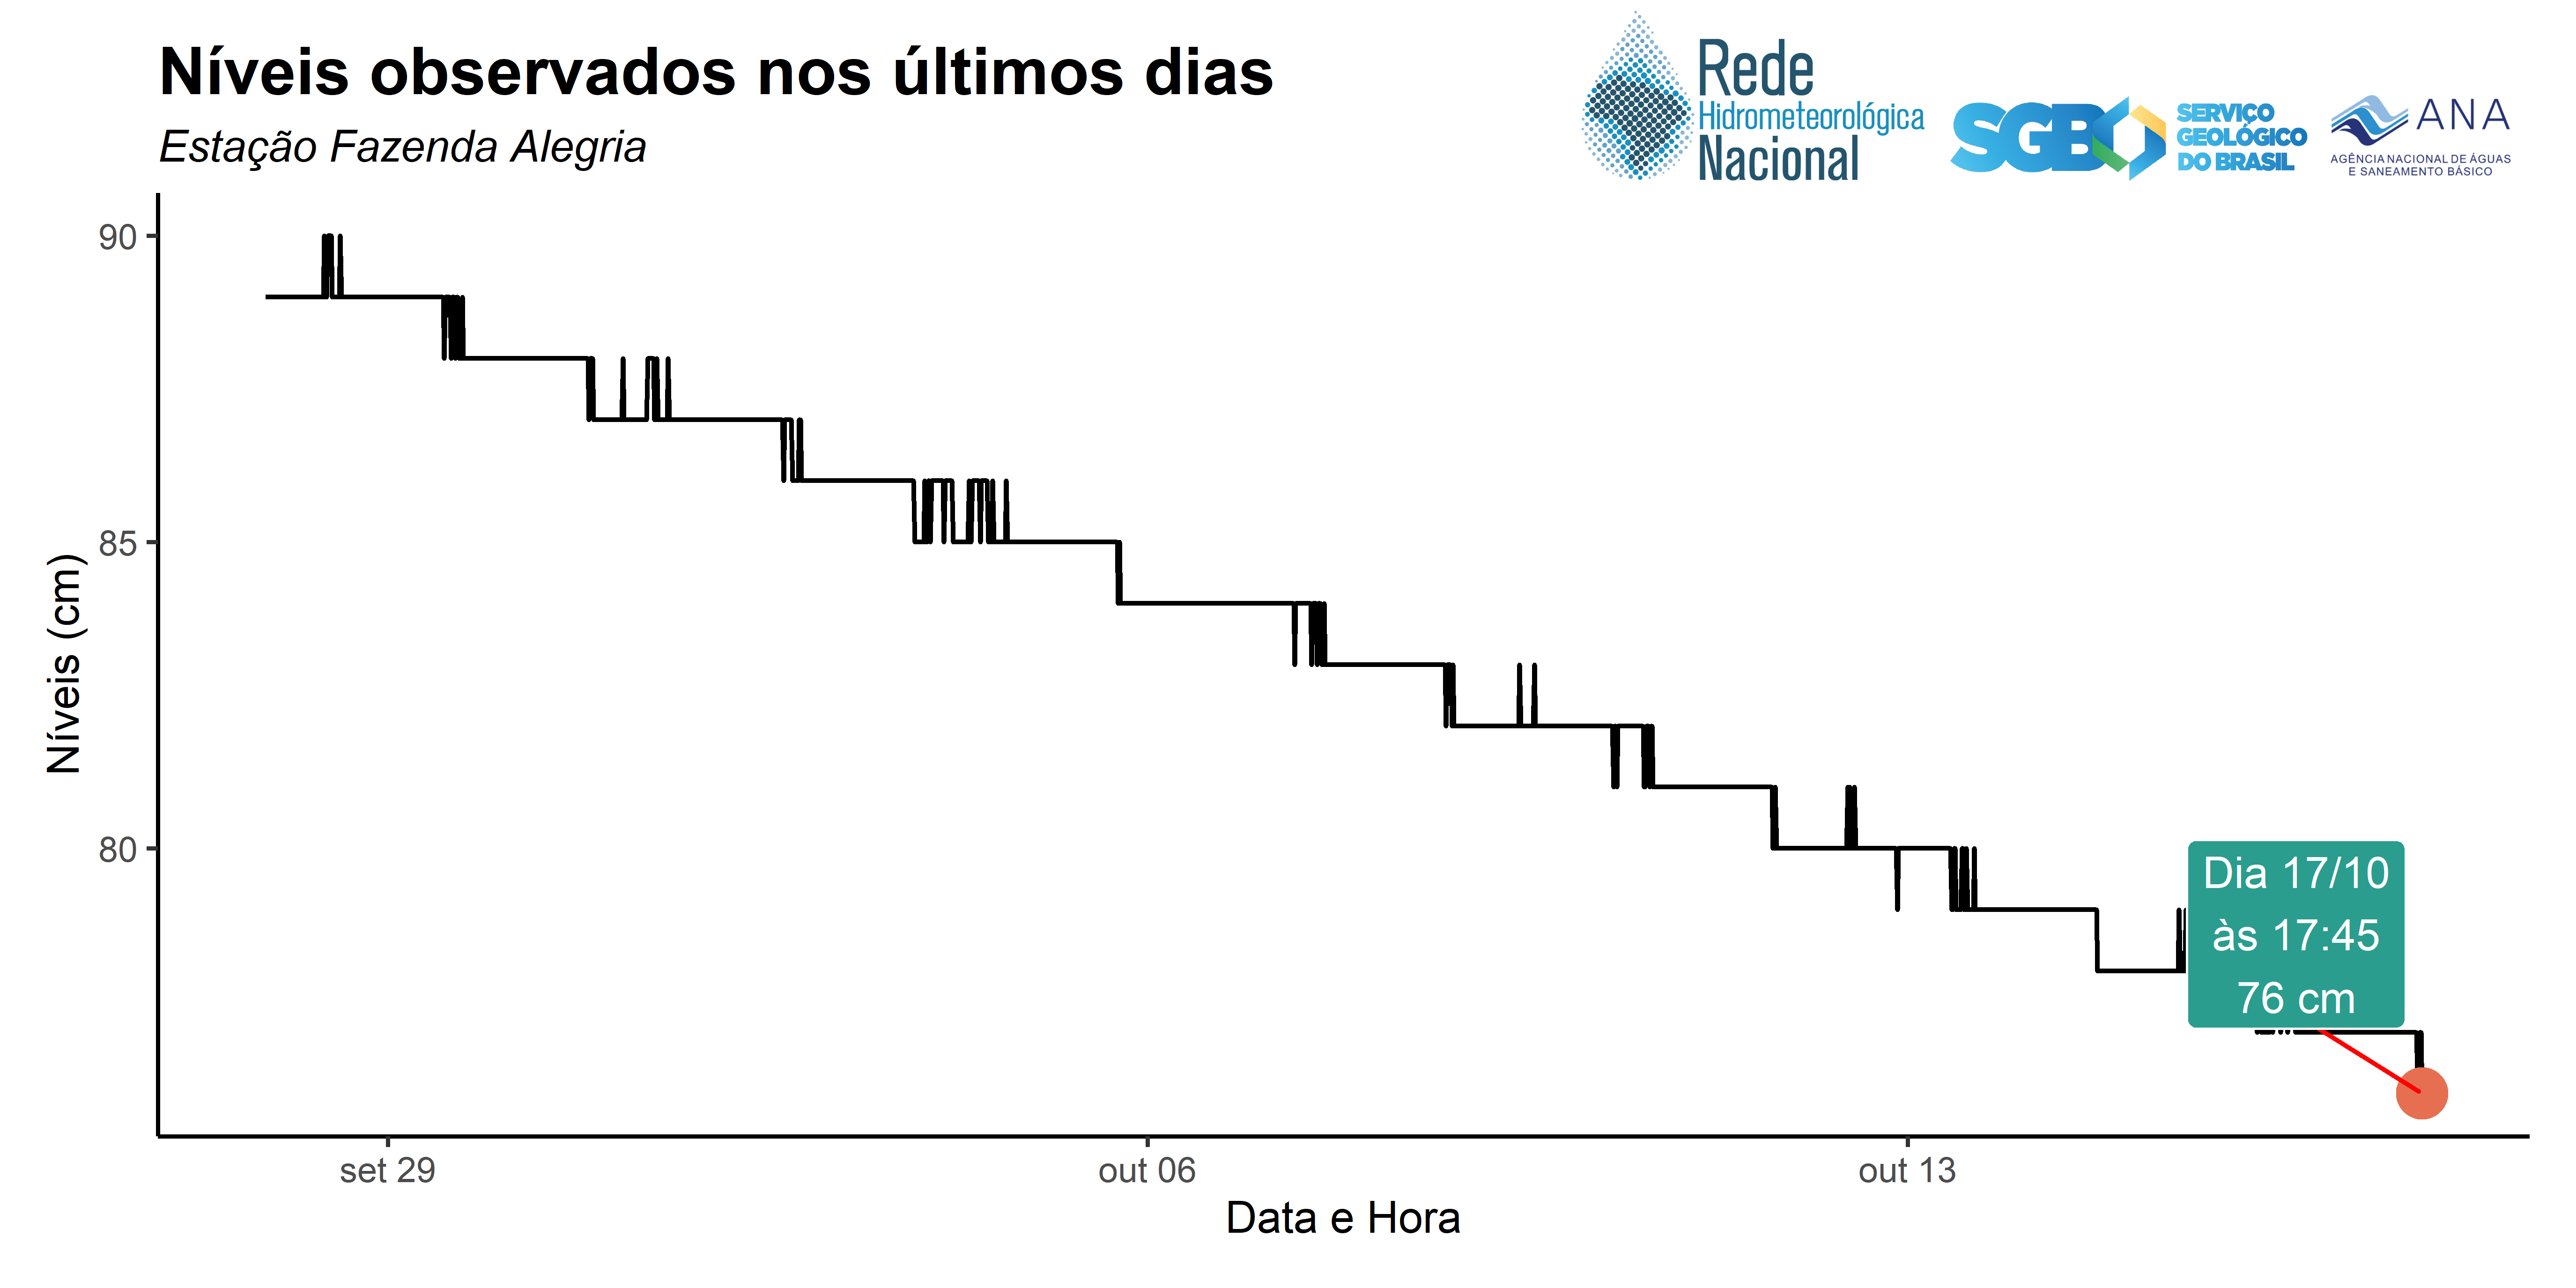 Níveis observados nos últimos dias
Estação Fazenda Alegria
Rede
Hidrometeorológica
Nacional
SGB
SERVIÇO
GEOLÓGICO
DO BRASIL
ANA
AGÊNCIA NACIONAL DE ÁGUAS
E SANEAMENTO BÁSICO
90
85
80
Níveis (cm)
Dia 17/10
às 17:45
76 cm
set 29
out 06
out 13
Data e Hora